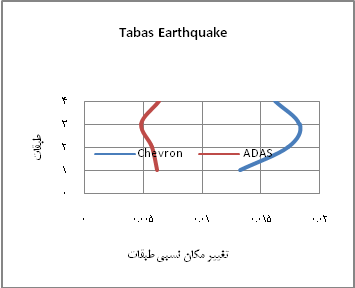 Tabas Earthquake
۴
۳
۲
۱
۰
طبقات
Chevron ADAS
۰ ۰.۰۰۵ ۰.۰۱ ۰.۰۱۵ ۰.۰۲
تغییر مکان نسبی طبقات